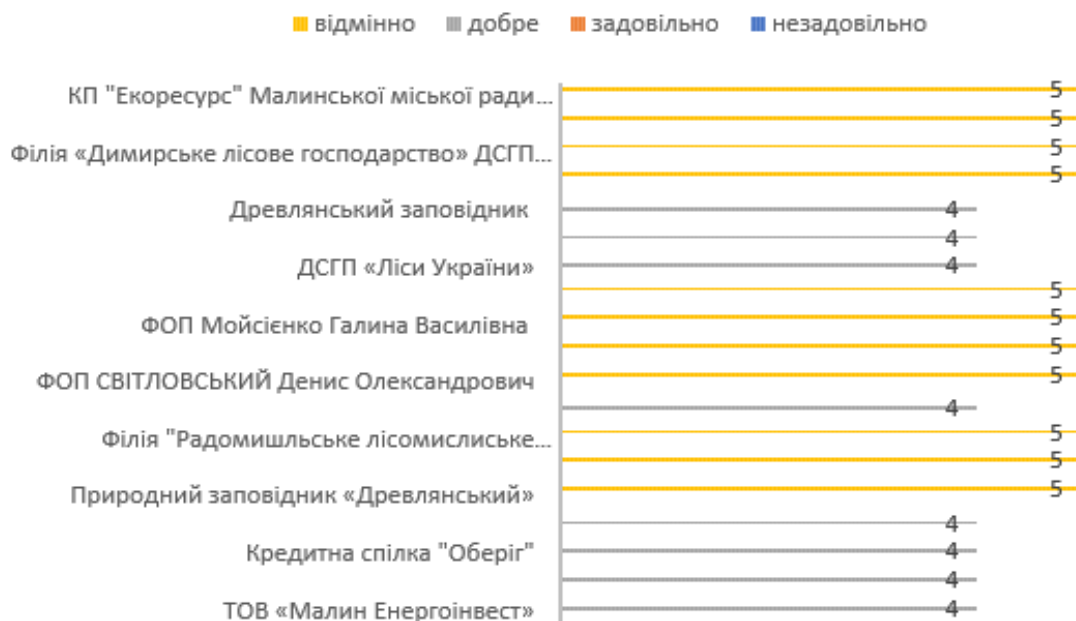 відмінно добре задовільно незадовільно
КП "Екоресурс" Малинської міської ради... 5
5
Філія «Димирське лісове господарство» ДСГП... 5
5
Древлянський заповідник 4
4
ДСГП «Ліси України» 4
5
ФОП Мойсієнко Галина Василівна 5
5
ФОП СВІТЛОВСЬКИЙ Денис Олександрович 5
4
Філія "Радомишльське лісомислиське... 5
5
Природний заповідник «Древлянський» 5
4
Кредитна спілка "Оберіг" 4
4
ТОВ «Малин Енергоінвест» 4